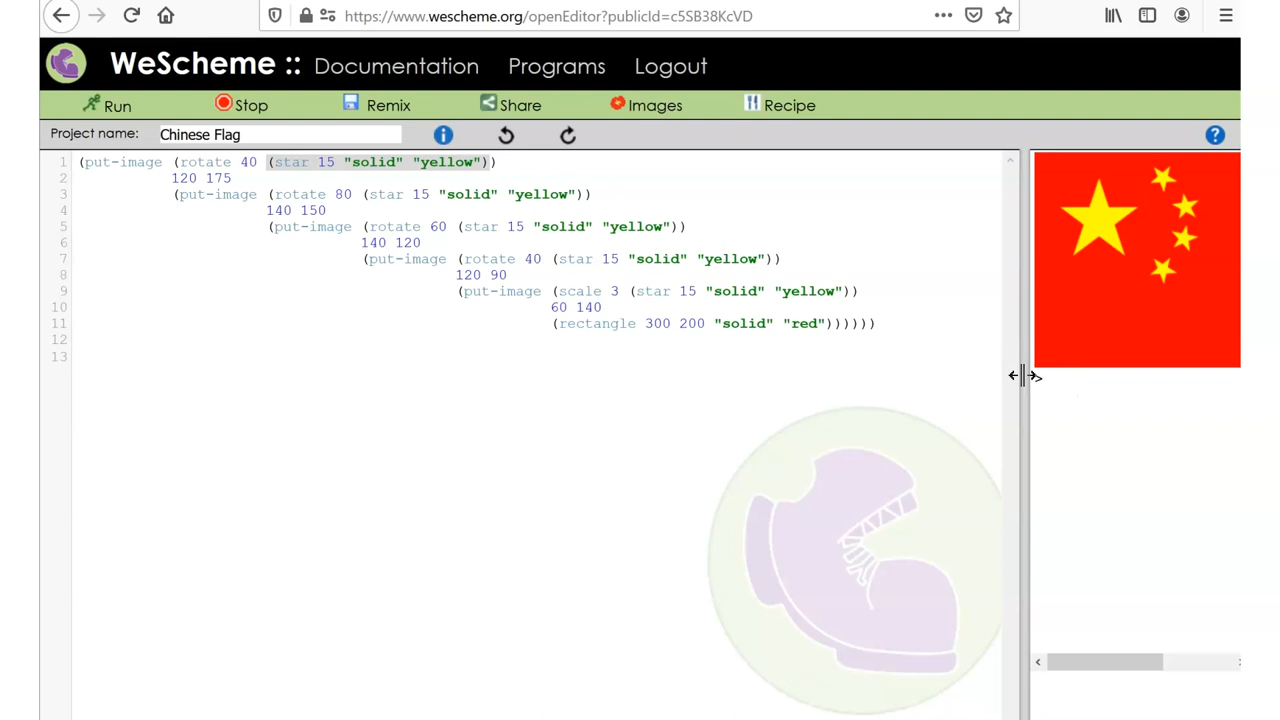 https://www.wescheme.org/openEditor?publicId=c5SB38KcVD
WeScheme :: Documentation Programs Logout
Run Stop Remix Share Images Recipe
Project name: Chinese Flag
1 (put-image (rotate 40 (star 15 "solid" "yellow"))
2 120 175
3 (put-image (rotate 80 (star 15 "solid" "yellow"))
4 140 150
5 (put-image (rotate 60 (star 15 "solid" "yellow"))
6 140 120
7 (put-image (rotate 40 (star 15 "solid" "yellow"))
8 120 90
9 (put-image (scale 3 (star 15 "solid" "yellow"))
10 60 140
11 (rectangle 300 200 "solid" "red"))))))
12
13
>